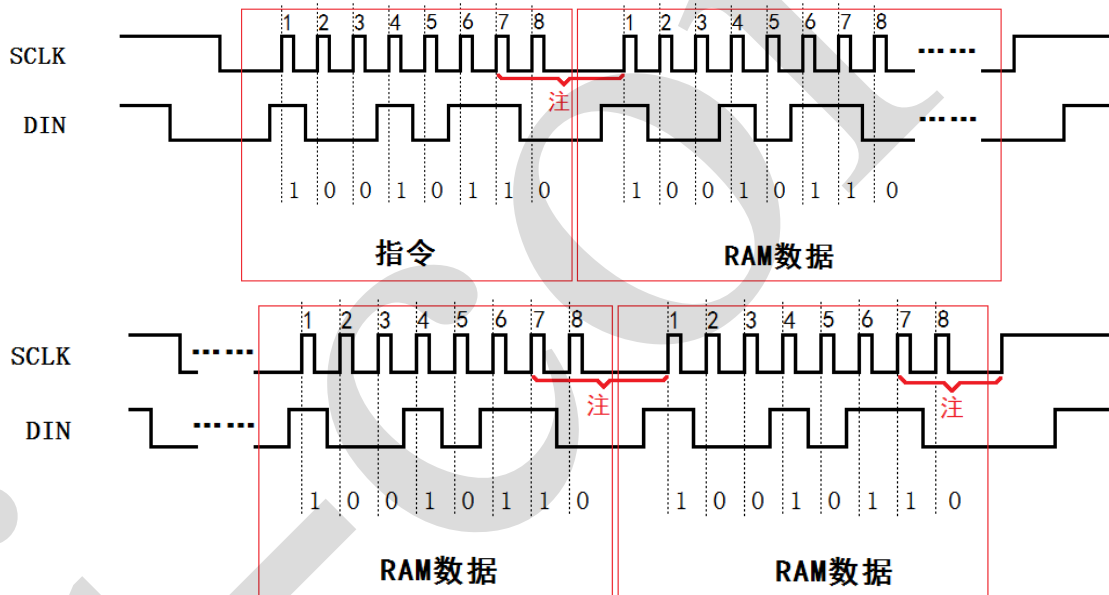 1 2 3 4 5 6 7 8 1 2 3 4 5 6 7 8
SCLK …… ……
注
DIN …… ……
1 0 0 1 0 1 1 0 1 0 0 1 0 1 1 0
指令 RAM数据
1 2 3 4 5 6 7 8 1 2 3 4 5 6 7 8
SCLK …… ……
注 注
DIN …… ……
1 0 0 1 0 1 1 0 1 0 0 1 0 1 1 0
RAM数据 RAM数据